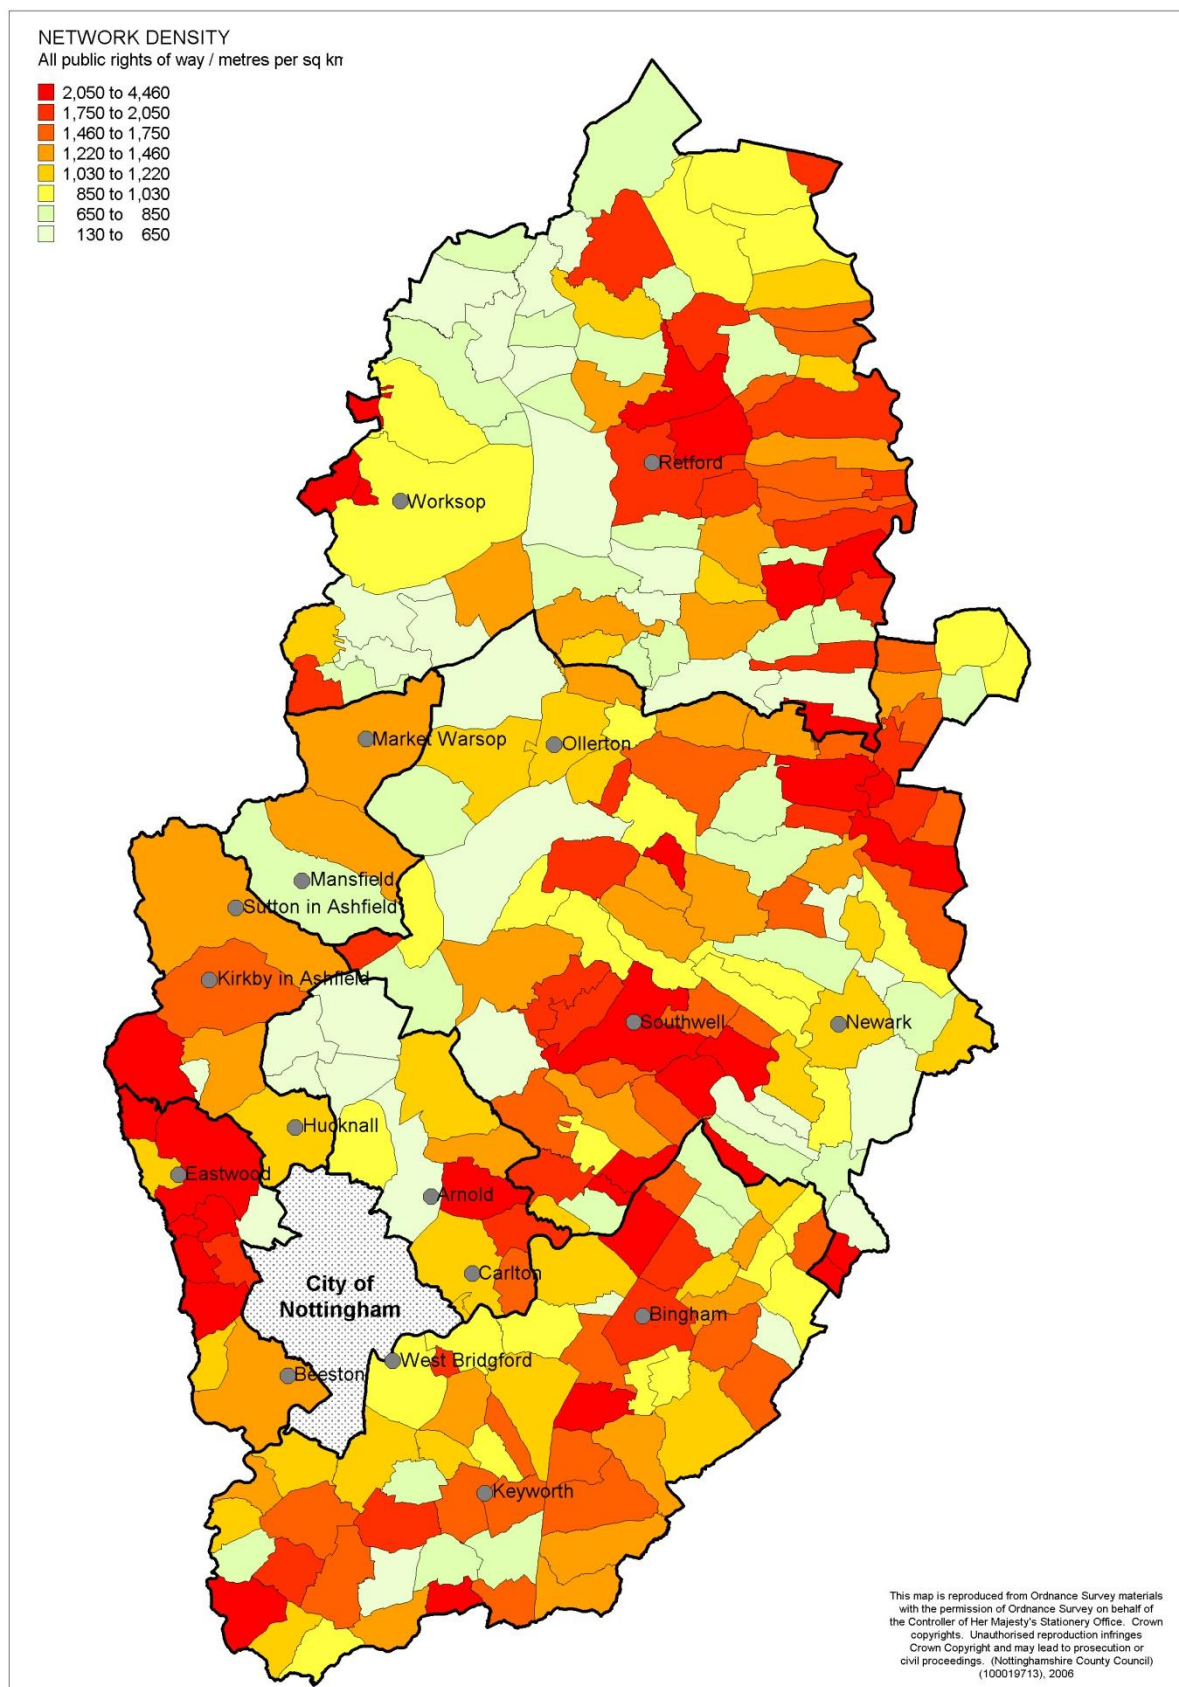 NETWORK DENSITY
All public rights of way / metres per sq km
2,050 to 4,460
1,750 to 2,050
1,460 to 1,750
1,220 to 1,460
1,030 to 1,220
850 to 1,030
650 to 850
130 to 650
Retford
Worksop
Market Warsop
Ollerton
Mansfield
Sutton in Ashfield
Kirkby in Ashfield
Southwell
Newark
Hucknall
Eastwood
Arnold
Carlton
City of
Nottingham
Bingham
West Bridgford
Beeston
Keyworth
This map is reproduced from Ordnance Survey materials
with the permission of Ordnance Survey on behalf of
the Controller of Her Majesty's Stationery Office. Crown
copyrights. Unauthorised reproduction infringes
Crown Copyright and may lead to prosecution or
civil proceedings. (Nottinghamshire County Council)
(100019713), 2006